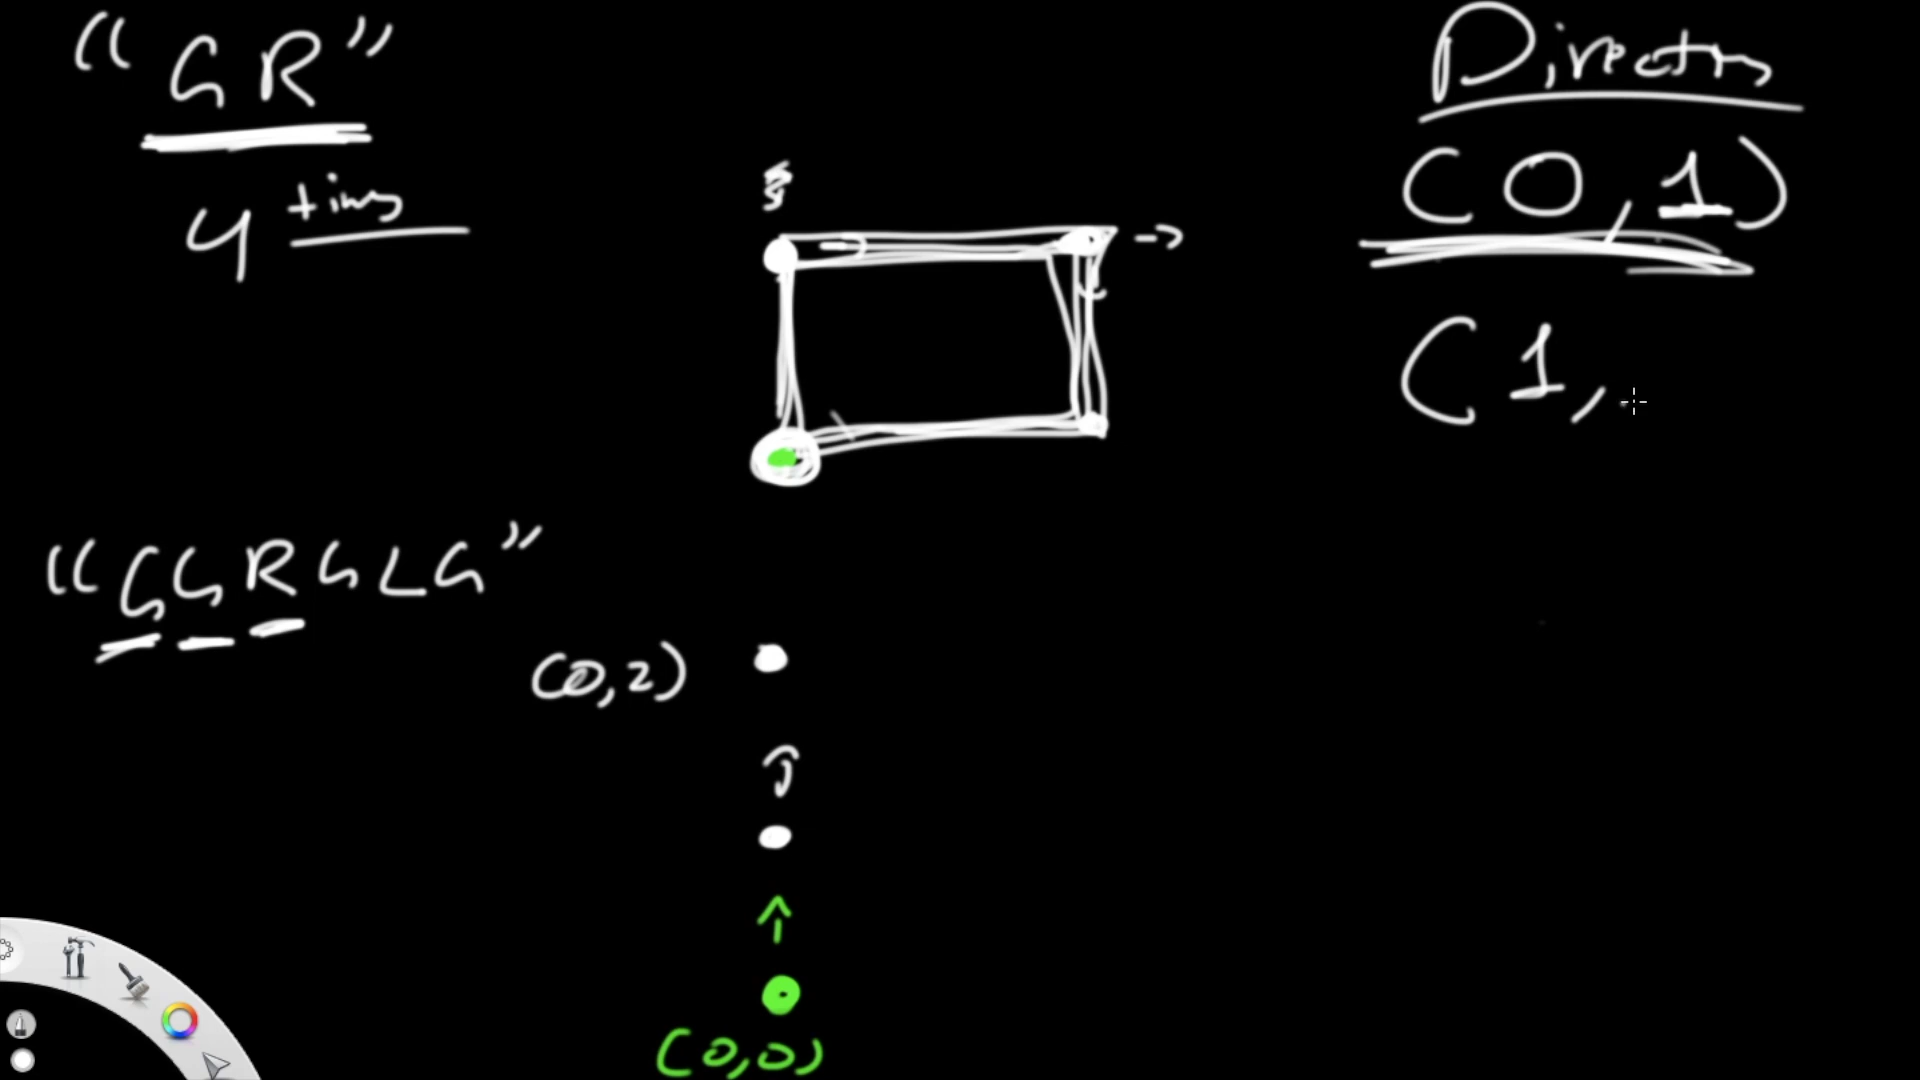 "GR"
4 times
Directions
(0,1)
(1,
"GGRGLG"
(0,2)
(0,0)